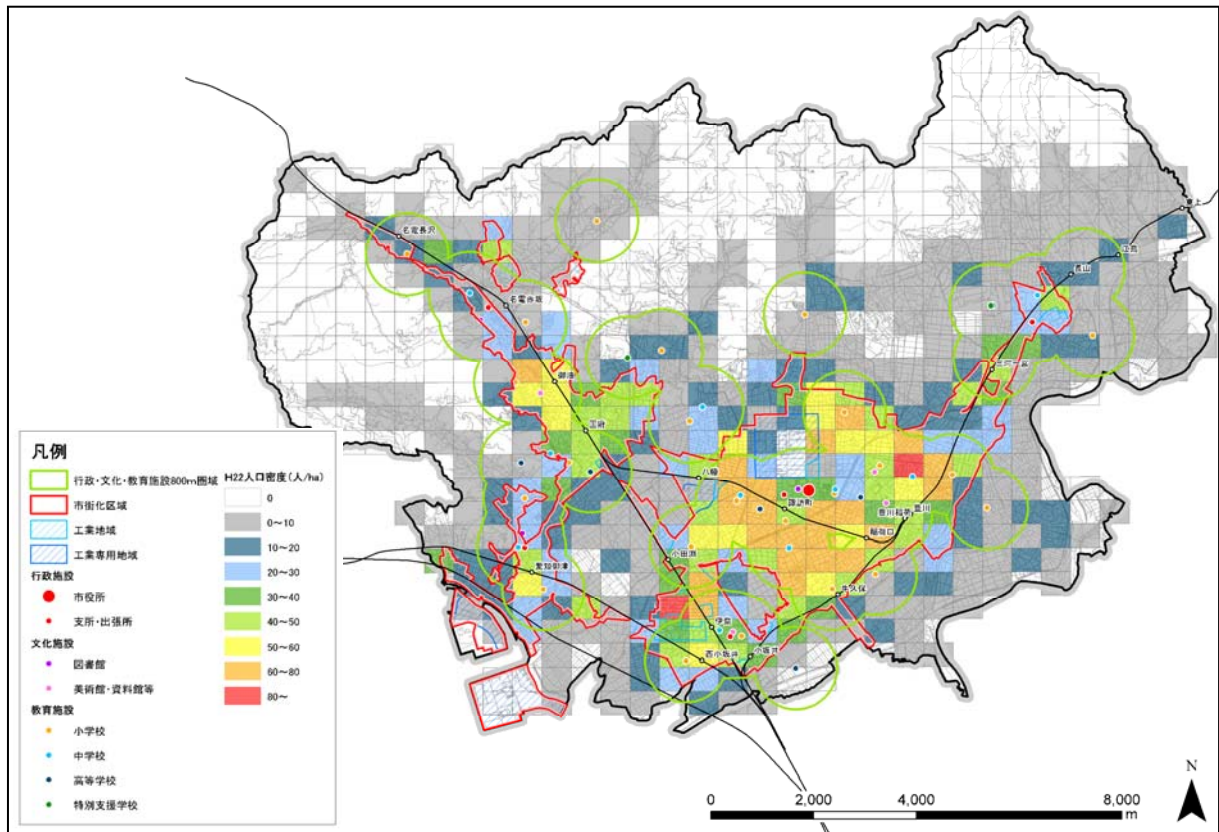 東上
江島
名電長沢
長山
名電赤坂
三河一宮
御油
国府
八幡
諏訪町
豊川稲荷
豊川
稲荷口
小田渕
愛知御津
牛久保
伊奈
西小坂井
小坂井
凡例
行政・文化・教育施設800m圏域
市街化区域
工業地域
工業専用地域
行政施設
市役所
支所・出張所
文化施設
図書館
美術館・資料館等
教育施設
小学校
中学校
高等学校
特別支援学校
H22人口密度(人/ha)
0
0～10
10～20
20～30
30～40
40～50
50～60
60～80
80～
N
0 2,000 4,000 8,000
m